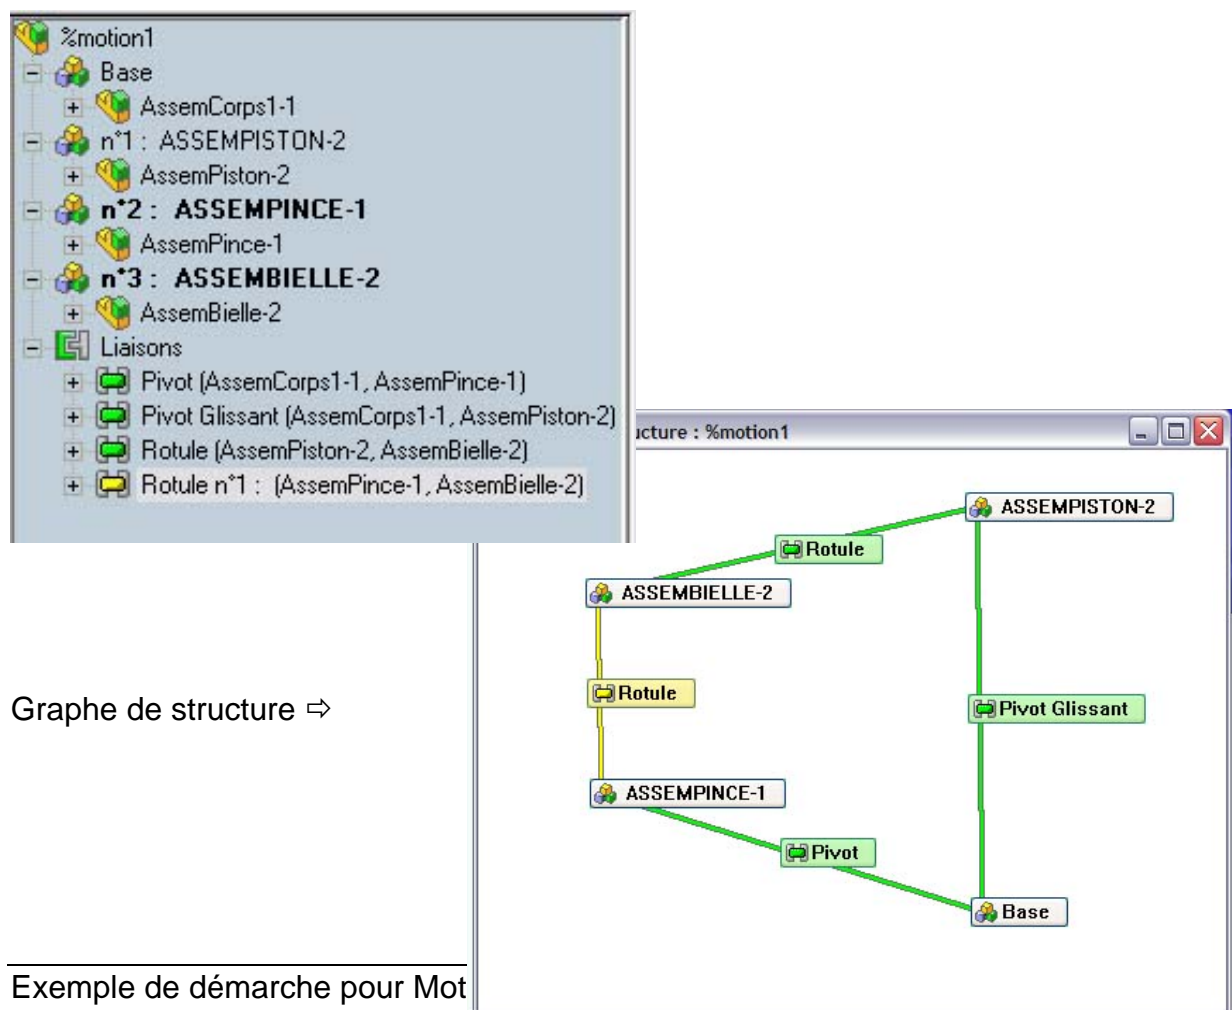 %motion1
Base
AssemCorps1-1
n°1 : ASSEMPISTON-2
AssemPiston-2
n°2 : ASSEMPINCE-1
AssemPince-1
n°3 : ASSEMBIELLE-2
AssemBielle-2
Liaisons
Pivot (AssemCorps1-1, AssemPince-1)
Pivot Glissant (AssemCorps1-1, AssemPiston-2)
Rotule (AssemPiston-2, AssemBielle-2)
Rotule n°1 : (AssemPince-1, AssemBielle-2)
ucture : %motion1
ASSEMPISTON-2
Rotule
ASSEMBIELLE-2
Rotule
Pivot Glissant
ASSEMPINCE-1
Pivot
Base
Graphe de structure ⇨
Exemple de démarche pour Mot